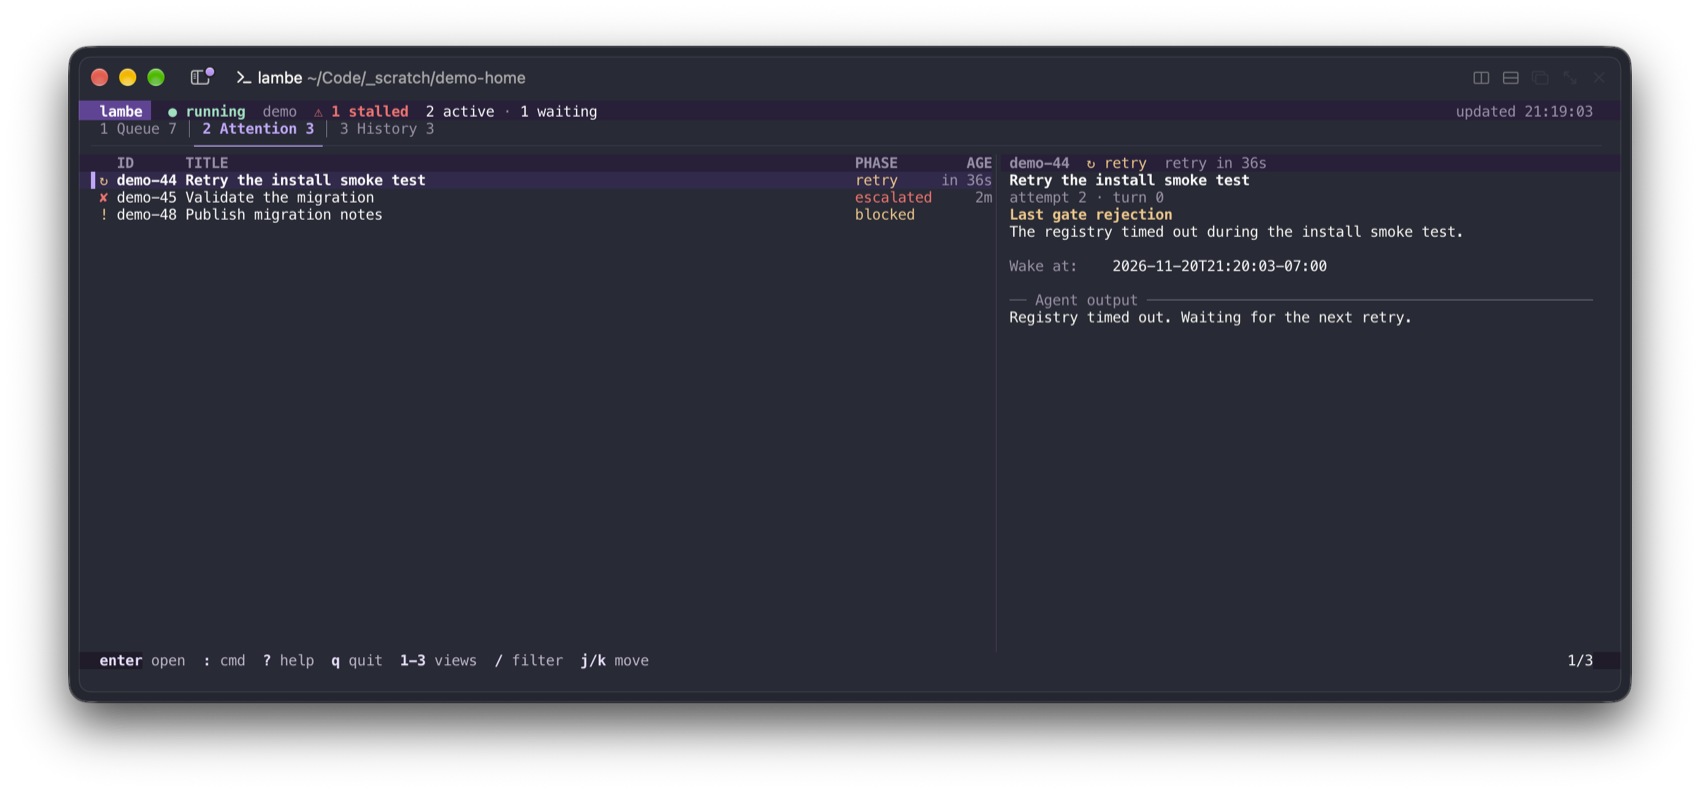 lambe ~/Code/_scratch/demo-home
lambe ● running demo ⚠ 1 stalled 2 active · 1 waiting updated 21:19:03
1 Queue 7 │ 2 Attention 3 │ 3 History 3
ID TITLE PHASE AGE
↻ demo-44 Retry the install smoke test retry in 36s
✘ demo-45 Validate the migration escalated 2m
! demo-48 Publish migration notes blocked
demo-44 ↻ retry retry in 36s
Retry the install smoke test
attempt 2 · turn 0
Last gate rejection
The registry timed out during the install smoke test.
Wake at: 2026-11-20T21:20:03-07:00
── Agent output ──
Registry timed out. Waiting for the next retry.
enter open : cmd ? help q quit 1-3 views / filter j/k move 1/3